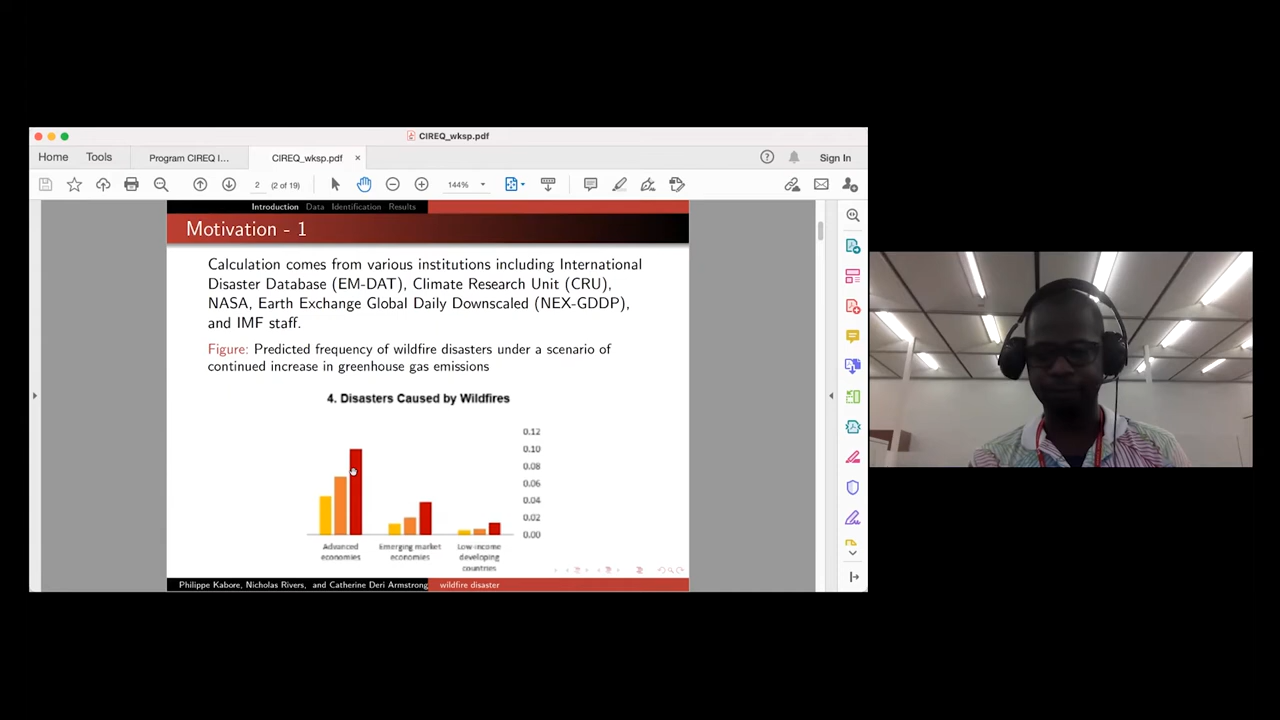 CIREQ_wksp.pdf
Home Tools Program CIREQ I... CIREQ_wksp.pdf × Sign In
2 (2 of 19) 144%
Introduction Data Identification Results
Motivation - 1
Calculation comes from various institutions including International
Disaster Database (EM-DAT), Climate Research Unit (CRU),
NASA, Earth Exchange Global Daily Downscaled (NEX-GDDP),
and IMF staff.
Figure: Predicted frequency of wildfire disasters under a scenario of
continued increase in greenhouse gas emissions
4. Disasters Caused by Wildfires
0.12
0.10
0.08
0.06
0.04
0.02
0.00
Advanced economies
Emerging market economies
Low-income developing countries
Philippe Kabore, Nicholas Rivers, and Catherine Deri Armstrong wildfire disaster